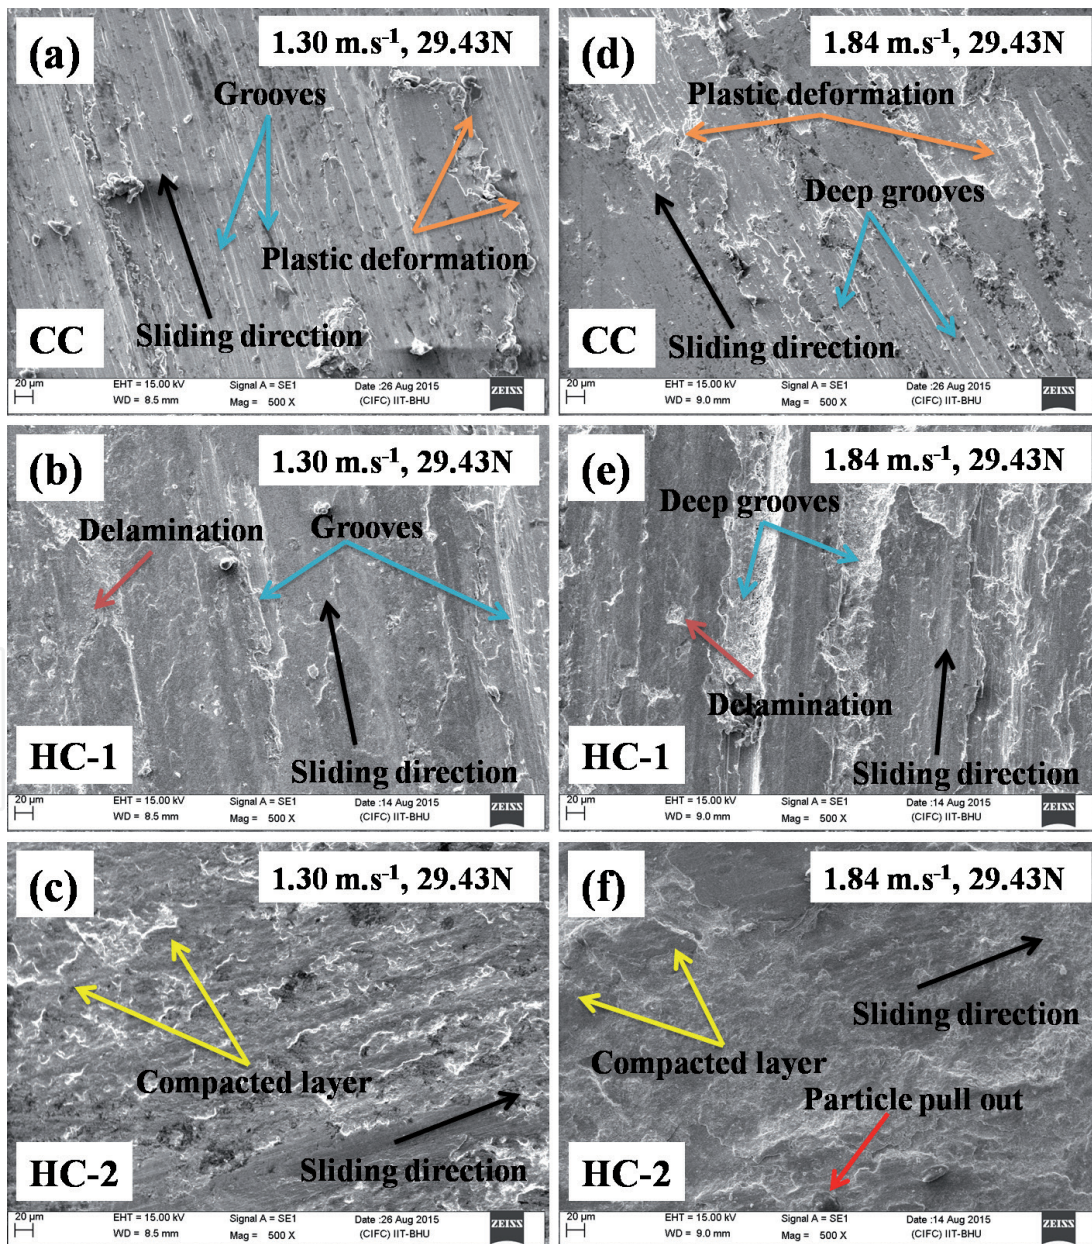 (a)
1.30 m.s⁻¹, 29.43N
Grooves
Plastic deformation
Sliding direction
CC
20 µm
EHT = 15.00 kV
Signal A = SE1
Date :26 Aug 2015
WD = 8.5 mm
Mag = 500 X
(CIFC) IIT-BHU
ZEISS
(d)
1.84 m.s⁻¹, 29.43N
Plastic deformation
Deep grooves
Sliding direction
CC
20 µm
EHT = 15.00 kV
Signal A = SE1
Date :26 Aug 2015
WD = 9.0 mm
Mag = 500 X
(CIFC) IIT-BHU
ZEISS
(b)
1.30 m.s⁻¹, 29.43N
Delamination
Grooves
Sliding direction
HC-1
20 µm
EHT = 15.00 kV
Signal A = SE1
Date :14 Aug 2015
WD = 8.5 mm
Mag = 500 X
(CIFC) IIT-BHU
ZEISS
(e)
1.84 m.s⁻¹, 29.43N
Deep grooves
Delamination
Sliding direction
HC-1
20 µm
EHT = 15.00 kV
Signal A = SE1
Date :14 Aug 2015
WD = 9.0 mm
Mag = 500 X
(CIFC) IIT-BHU
ZEISS
(c)
1.30 m.s⁻¹, 29.43N
Compacted layer
Sliding direction
HC-2
20 µm
EHT = 15.00 kV
Signal A = SE1
Date :26 Aug 2015
WD = 8.5 mm
Mag = 500 X
(CIFC) IIT-BHU
ZEISS
(f)
1.84 m.s⁻¹, 29.43N
Sliding direction
Compacted layer
Particle pull out
HC-2
20 µm
EHT = 15.00 kV
Signal A = SE1
Date :14 Aug 2015
WD = 9.0 mm
Mag = 500 X
(CIFC) IIT-BHU
ZEISS